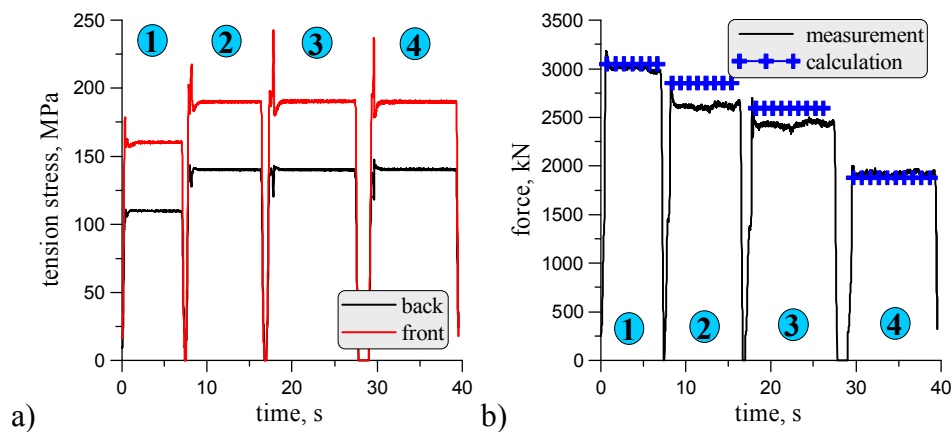 250
200
150
100
50
0
tension stress, MPa
1 2 3 4
back
front
0 10 20 30 40
time, s
a)
3500
3000
2500
2000
1500
1000
500
0
force, kN
measurement
calculation
1 2 3 4
0 10 20 30 40
time, s
b)